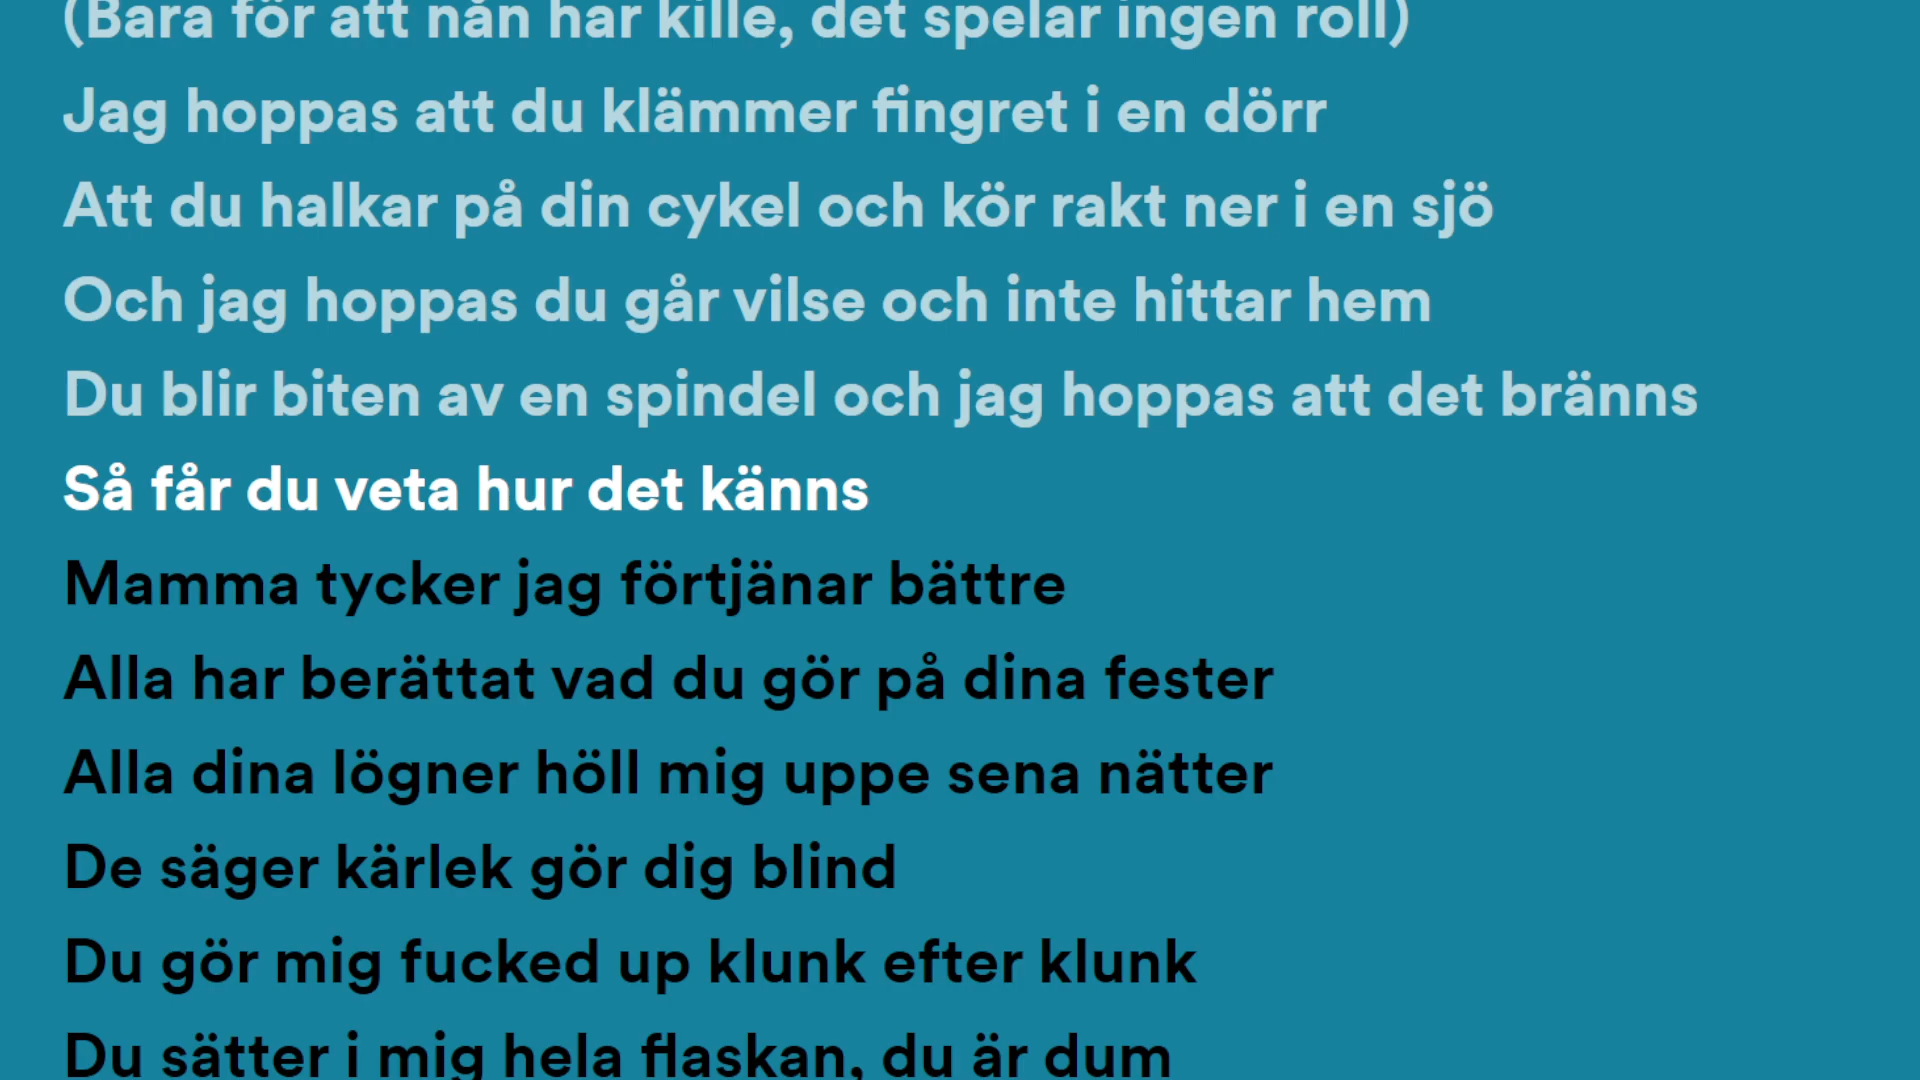 (Bara för att nån har kille, det spelar ingen roll)
Jag hoppas att du klämmer fingret i en dörr
Att du halkar på din cykel och kör rakt ner i en sjö
Och jag hoppas du går vilse och inte hittar hem
Du blir biten av en spindel och jag hoppas att det bränns
Så får du veta hur det känns
Mamma tycker jag förtjänar bättre
Alla har berättat vad du gör på dina fester
Alla dina lögner höll mig uppe sena nätter
De säger kärlek gör dig blind
Du gör mig fucked up klunk efter klunk
Du sätter i mig hela flaskan, du är dum